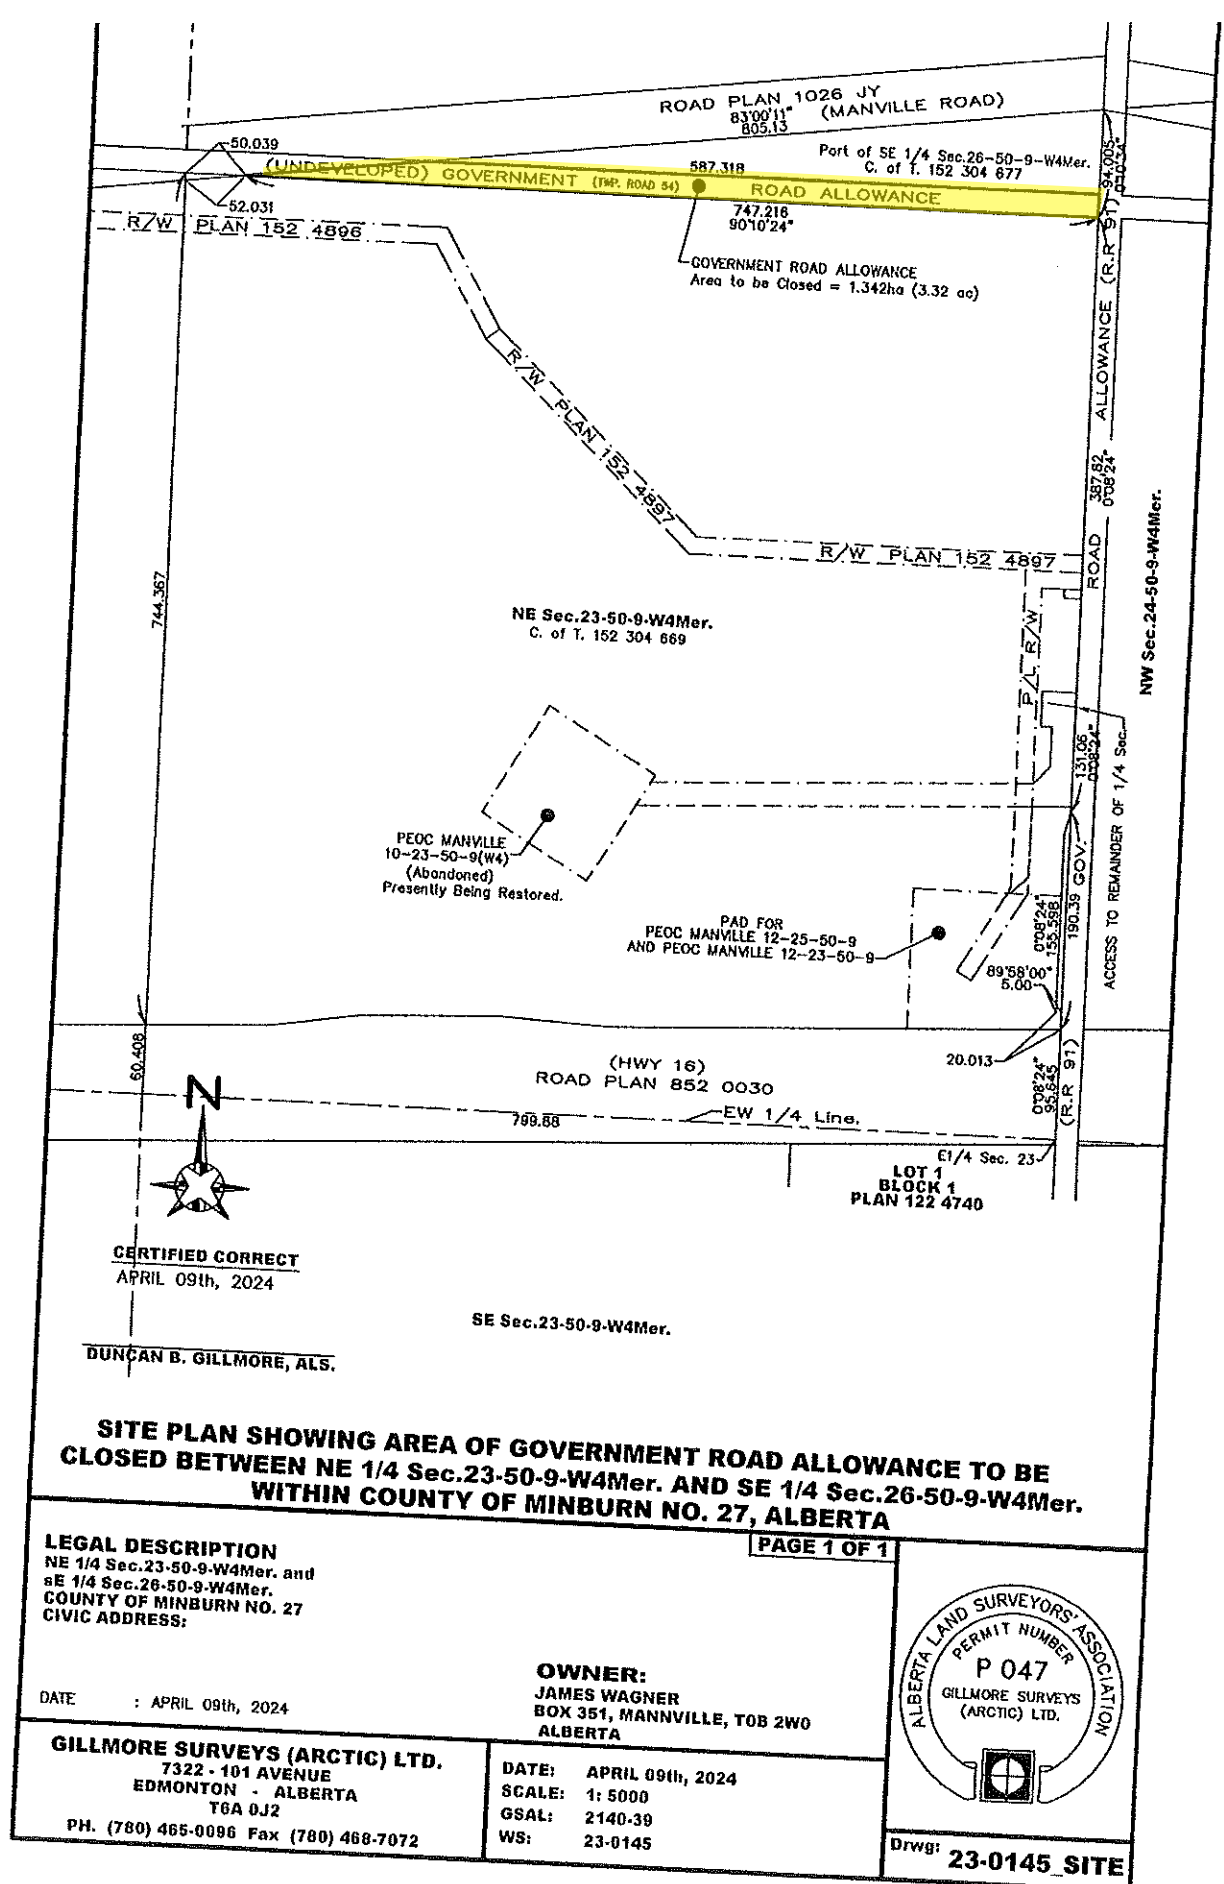 ROAD PLAN 1026 JY
83°00'11" (MANVILLE ROAD)
805.13
50.039
(UNDEVELOPED) GOVERNMENT (TWP. ROAD 54) ROAD ALLOWANCE
587.318
Port of SE 1/4 Sec.26-50-9-W4Mer.
C. of T. 152 304 677
94.005
0°10'24"
52.031
747.216
90°10'24"
R/W PLAN 152 4896
GOVERNMENT ROAD ALLOWANCE
Area to be Closed = 1.342ha (3.32 ac)
R/W PLAN 152 4897
R/W PLAN 152 4897
ROAD ALLOWANCE (R.R 91)
387.82
0°08'24"
NW Sec.24-50-9-W4Mer.
744.367
NE Sec.23-50-9-W4Mer.
C. of T. 152 304 669
P/L R/W
131.06
0°08'24"
ACCESS TO REMAINDER OF 1/4 Sec.
PEOC MANVILLE
10-23-50-9(W4)
(Abandoned)
Presently Being Restored.
PAD FOR
PEOC MANVILLE 12-25-50-9
AND PEOC MANVILLE 12-23-50-9
0°08'24"
155.598
190.39 GOV.
89°58'00"
5.00
20.013
60.408
(HWY 16)
ROAD PLAN 852 0030
0°08'24"
95.645
(R.R 91)
N
799.88
EW 1/4 Line.
E1/4 Sec. 23
LOT 1
BLOCK 1
PLAN 122 4740
CERTIFIED CORRECT
APRIL 09th, 2024
SE Sec.23-50-9-W4Mer.
DUNCAN B. GILLMORE, ALS.
SITE PLAN SHOWING AREA OF GOVERNMENT ROAD ALLOWANCE TO BE
CLOSED BETWEEN NE 1/4 Sec.23-50-9-W4Mer. AND SE 1/4 Sec.26-50-9-W4Mer.
WITHIN COUNTY OF MINBURN NO. 27, ALBERTA
PAGE 1 OF 1
LEGAL DESCRIPTION
NE 1/4 Sec.23-50-9-W4Mer. and
sE 1/4 Sec.26-50-9-W4Mer.
COUNTY OF MINBURN NO. 27
CIVIC ADDRESS:
OWNER:
JAMES WAGNER
BOX 351, MANNVILLE, T0B 2W0
ALBERTA
DATE : APRIL 09th, 2024
ALBERTA LAND SURVEYORS' ASSOCIATION
PERMIT NUMBER
P 047
GILLMORE SURVEYS
(ARCTIC) LTD.
GILLMORE SURVEYS (ARCTIC) LTD.
7322 - 101 AVENUE
EDMONTON - ALBERTA
T6A 0J2
PH. (780) 465-0096 Fax (780) 468-7072
DATE: APRIL 09th, 2024
SCALE: 1: 5000
GSAL: 2140-39
WS: 23-0145
Drwg: 23-0145_SITE